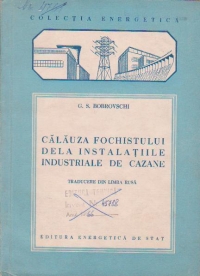 COLECȚIA ENERGETICĂ
G. S. BOBROVSCHI
CĂLĂUZA FOCHISTULUI
DELA INSTALAȚIILE
INDUSTRIALE DE CAZANE
TRADUCERE DIN LIMBA RUSĂ
EDITURA ENERGETICĂ DE STAT